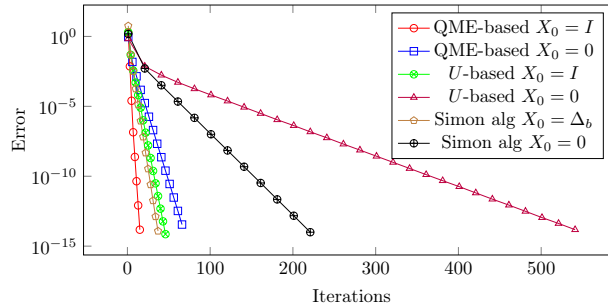 10^0
10^{-5}
10^{-10}
10^{-15}
Error
0
100
200
300
400
500
Iterations
QME-based X_0 = I
QME-based X_0 = 0
U-based X_0 = I
U-based X_0 = 0
Simon alg X_0 = Δ_b
Simon alg X_0 = 0